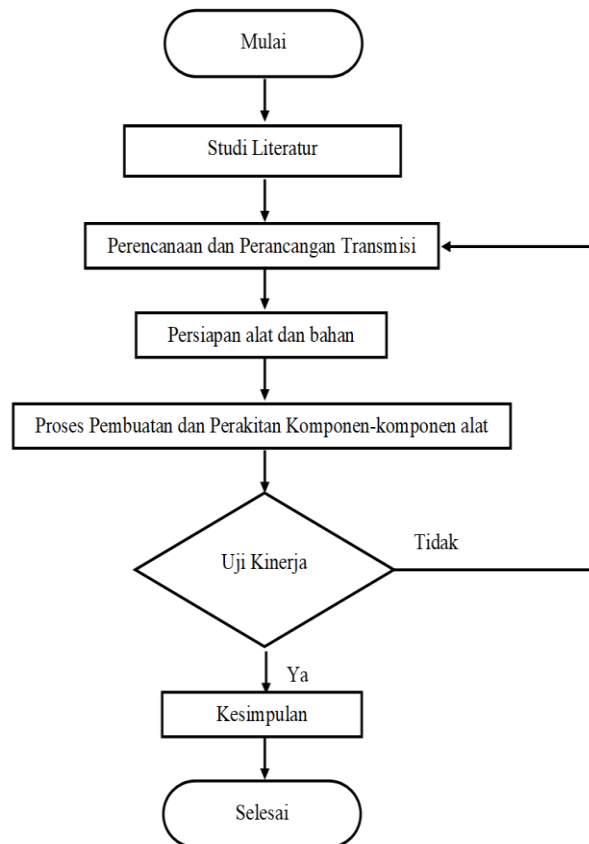 Mulai
Studi Literatur
Perencanaan dan Perancangan Transmisi
Persiapan alat dan bahan
Proses Pembuatan dan Perakitan Komponen-komponen alat
Uji Kinerja
Tidak
Ya
Kesimpulan
Selesai